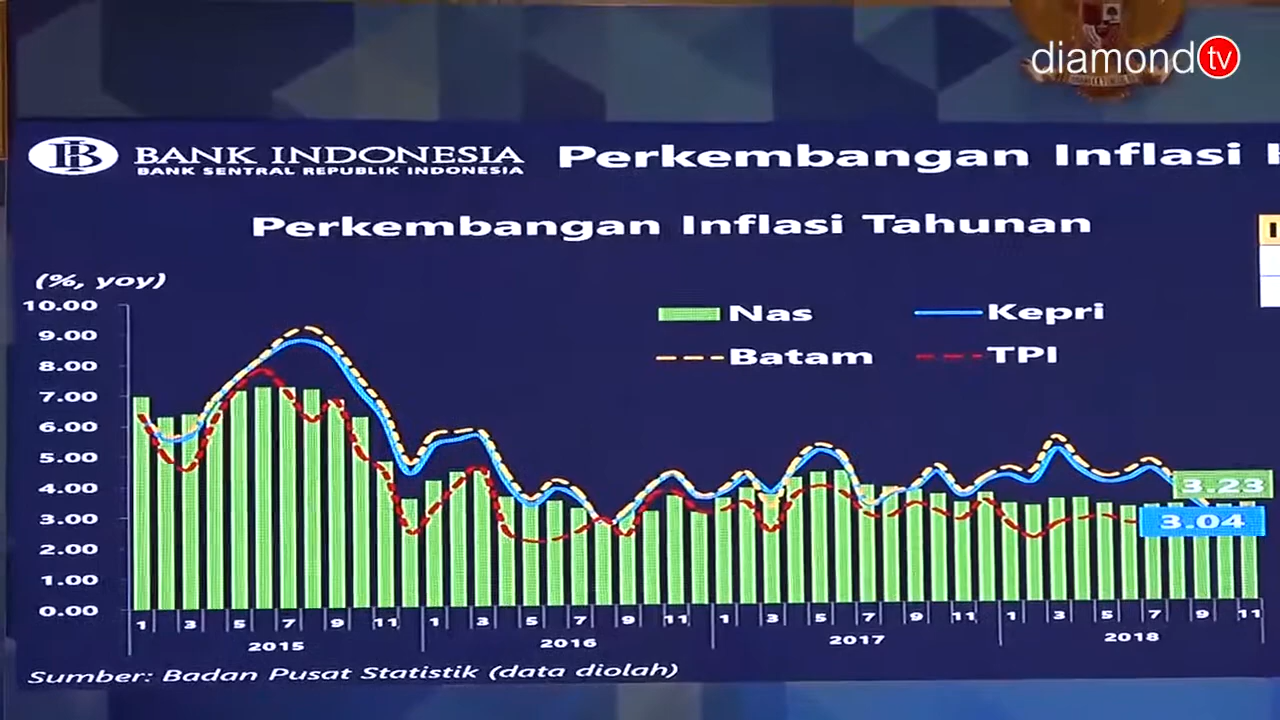 diamond tv
BANK INDONESIA
BANK SENTRAL REPUBLIK INDONESIA
Perkembangan Inflasi
Perkembangan Inflasi Tahunan
(%, yoy)
10.00
9.00
8.00
7.00
6.00
5.00
4.00
3.00
2.00
1.00
0.00
Nas
Kepri
Batam
TPI
3.23
3.04
1 3 5 7 9 11 1 3 5 7 9 11 1 3 5 7 9 11 1 3 5 7 9 11
2015 2016 2017 2018
Sumber: Badan Pusat Statistik (data diolah)